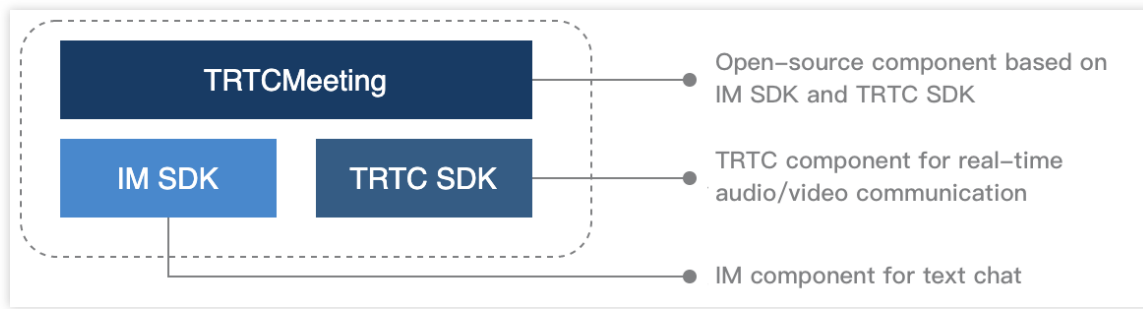 TRTCMeeting
Open-source component based on
IM SDK and TRTC SDK
IM SDK
TRTC SDK
TRTC component for real-time
audio/video communication
IM component for text chat